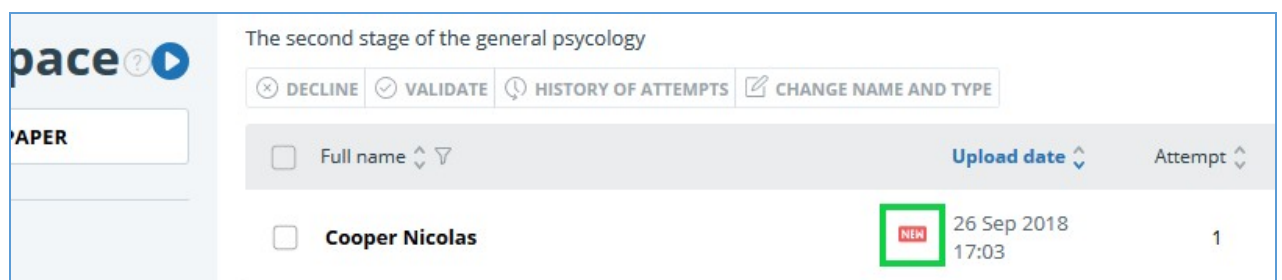 The second stage of the general psycology
pace
DECLINE VALIDATE HISTORY OF ATTEMPTS CHANGE NAME AND TYPE
PAPER
Full name Upload date Attempt
Cooper Nicolas NEW 26 Sep 2018 1
17:03